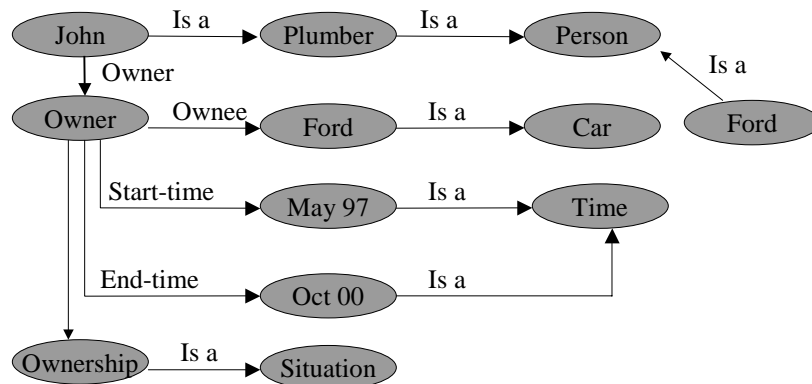 John Is a Plumber Is a Person
Is a
Owner
Owner Ownee Ford Is a Car Ford
Start-time May 97 Is a Time
End-time Oct 00 Is a
Ownership Is a Situation